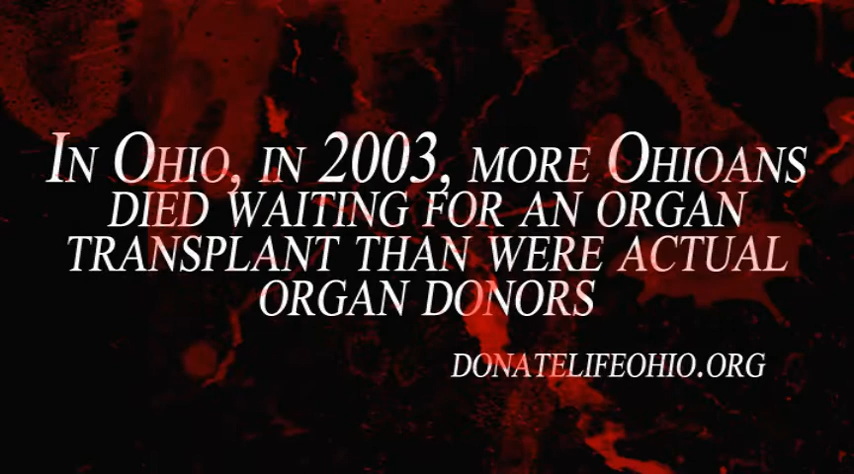 In Ohio, in 2003, more Ohioans
died waiting for an organ
transplant than were actual
organ donors
donatelifeohio.org